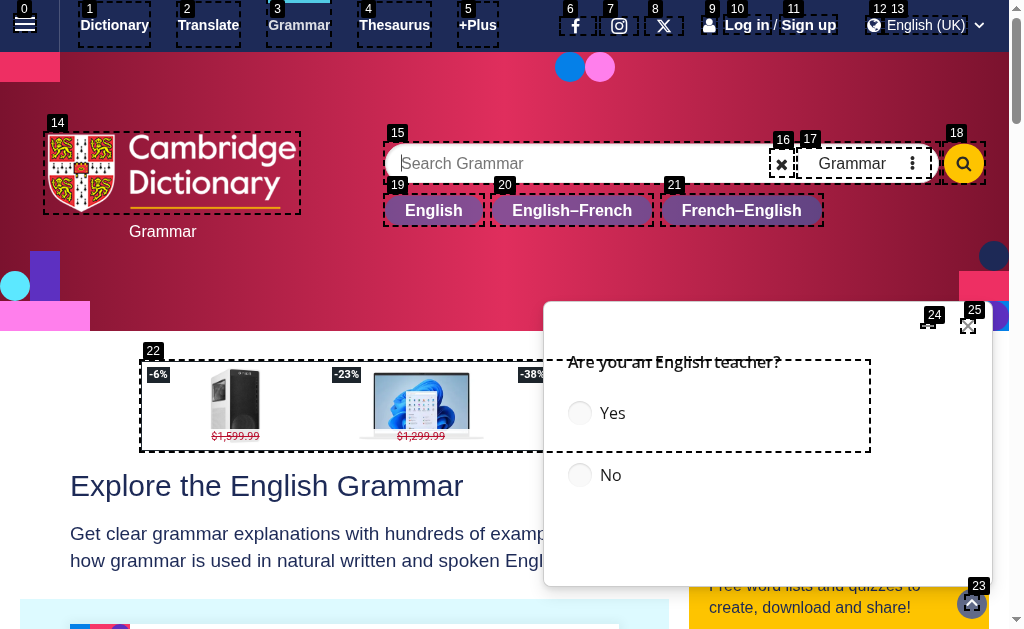 0 1 2 3 4 5 6 7 8 9 10 11 12 13
Dictionary Translate Grammar Thesaurus +Plus Log in / Sign up English (UK)
14 15 16 17 18
Cambridge
Dictionary
Grammar
Search Grammar Grammar
19 20 21
English English–French French–English
22 24 25
-6% -23% -38%
$1,599.99 $1,299.99
Are you an English teacher?
Yes
No
Explore the English Grammar
Get clear grammar explanations with hundreds of examp
how grammar is used in natural written and spoken Engl
23
Free word lists and quizzes to
create, download and share!